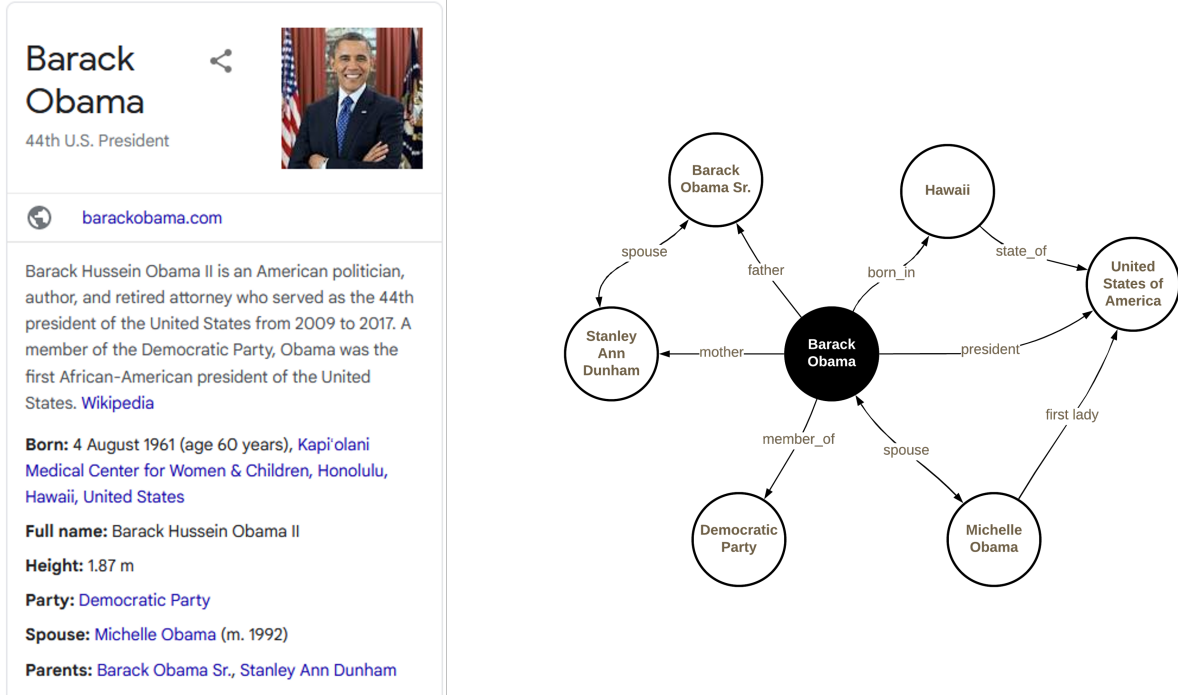 Barack
Obama
44th U.S. President
barackobama.com
Barack Hussein Obama II is an American politician,
author, and retired attorney who served as the 44th
president of the United States from 2009 to 2017. A
member of the Democratic Party, Obama was the
first African-American president of the United
States. Wikipedia
Born: 4 August 1961 (age 60 years), Kapiʻolani
Medical Center for Women & Children, Honolulu,
Hawaii, United States
Full name: Barack Hussein Obama II
Height: 1.87 m
Party: Democratic Party
Spouse: Michelle Obama (m. 1992)
Parents: Barack Obama Sr., Stanley Ann Dunham
Barack
Obama Sr.
Hawaii
spouse
father
born_in
state_of
United
States of
America
Stanley
Ann
Dunham
mother
Barack
Obama
president
member_of
spouse
first lady
Democratic
Party
Michelle
Obama